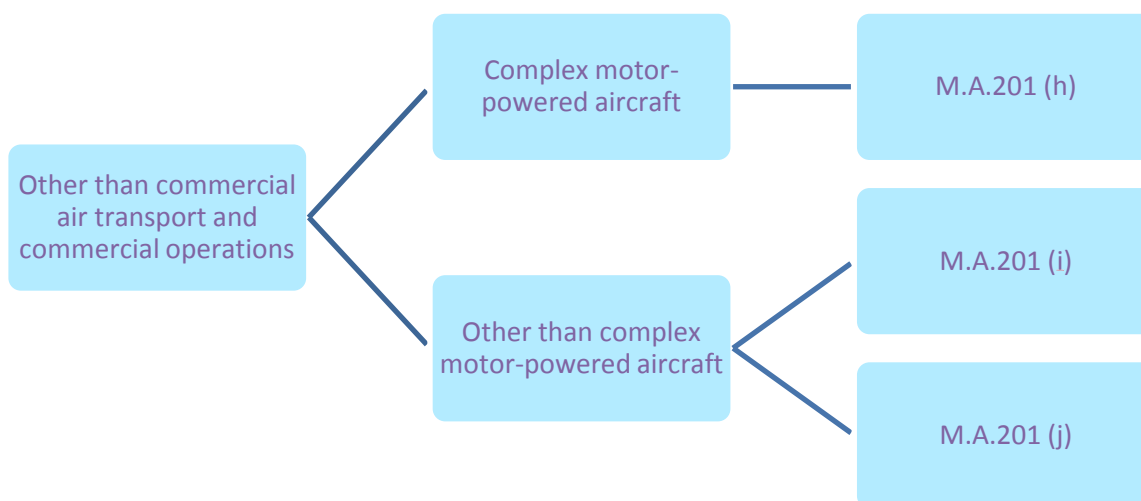 Other than commercial
air transport and
commercial operations
Complex motor-
powered aircraft
Other than complex
motor-powered aircraft
M.A.201 (h)
M.A.201 (i)
M.A.201 (j)